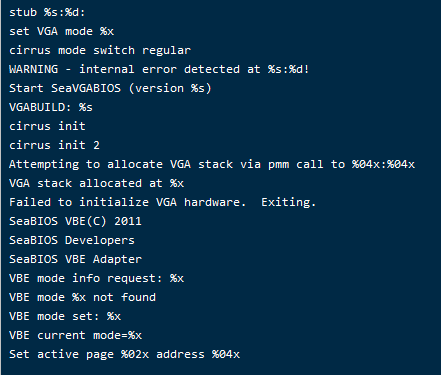 stub %s:%d:
set VGA mode %x
cirrus mode switch regular
WARNING - internal error detected at %s:%d!
Start SeaVGABIOS (version %s)
VGABUILD: %s
cirrus init
cirrus init 2
Attempting to allocate VGA stack via pmm call to %04x:%04x
VGA stack allocated at %x
Failed to initialize VGA hardware.  Exiting.
SeaBIOS VBE(C) 2011
SeaBIOS Developers
SeaBIOS VBE Adapter
VBE mode info request: %x
VBE mode %x not found
VBE mode set: %x
VBE current mode=%x
Set active page %02x address %04x